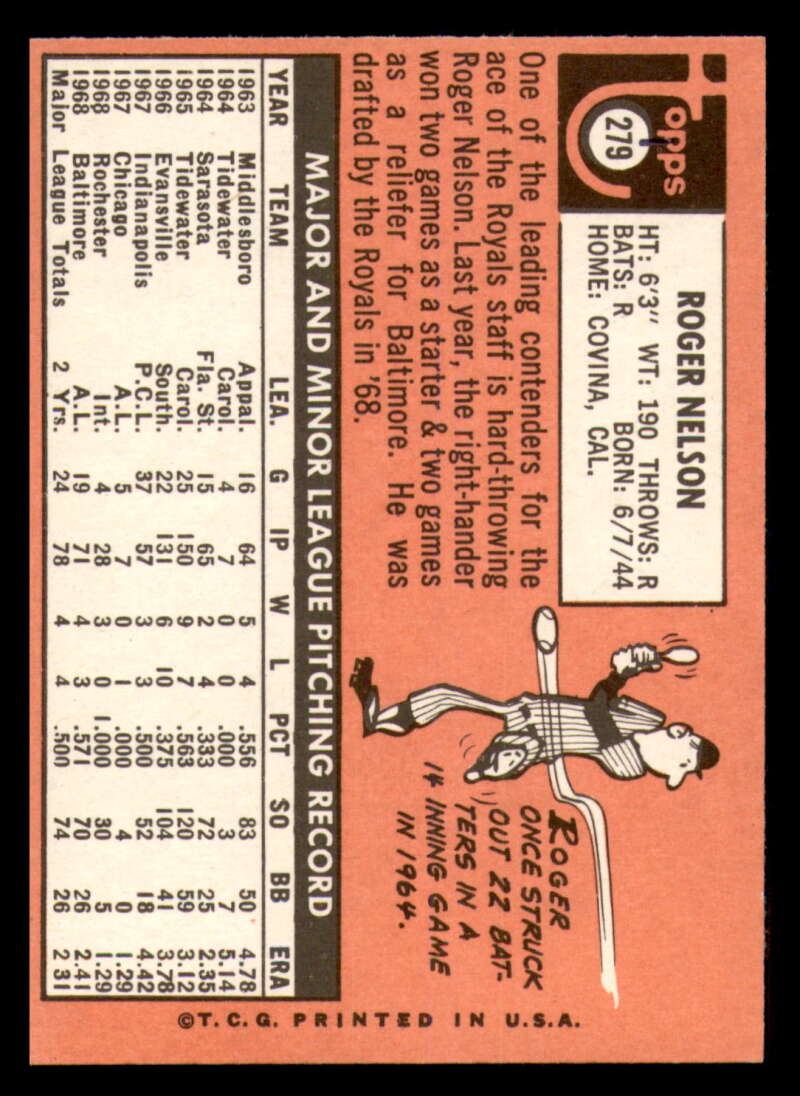 Topps
279
ROGER NELSON
HT: 6'3" WT: 190 THROWS: R
BATS: R BORN: 6/7/44
HOME: COVINA, CAL.
One of the leading contenders for the
ace of the Royals staff is hard-throwing
Roger Nelson. Last year, the right-hander
won two games as a starter & two games
as a reliefer for Baltimore. He was
drafted by the Royals in '68.
ROGER
ONCE STRUCK
OUT 22 BAT-
TERS IN A
14 INNING GAME
IN 1964.
MAJOR AND MINOR LEAGUE PITCHING RECORD
YEAR TEAM LEA. G IP W L PCT SO BB ERA
1963 Middlesboro Appal. 16 64 5 4 .556 83 50 4.78
1964 Tidewater Carol. 4 7 0 0 .000 3 7 5.14
1964 Sarasota Fla. St. 15 65 2 4 .333 72 25 2.35
1965 Tidewater Carol. 25 150 9 7 .563 120 59 3.12
1966 Evansville South. 22 131 6 10 .375 104 41 3.78
1967 Indianapolis P.C.L. 37 57 3 3 .500 52 18 4.42
1967 Chicago A.L. 5 7 0 1 .000 4 0 1.29
1968 Rochester Int. 4 28 3 0 1.000 30 5 1.29
1968 Baltimore A.L. 19 71 4 3 .571 70 26 2.41
Major League Totals 2 Yrs. 24 78 4 4 .500 74 26 2.31
©T.C.G. PRINTED IN U.S.A.